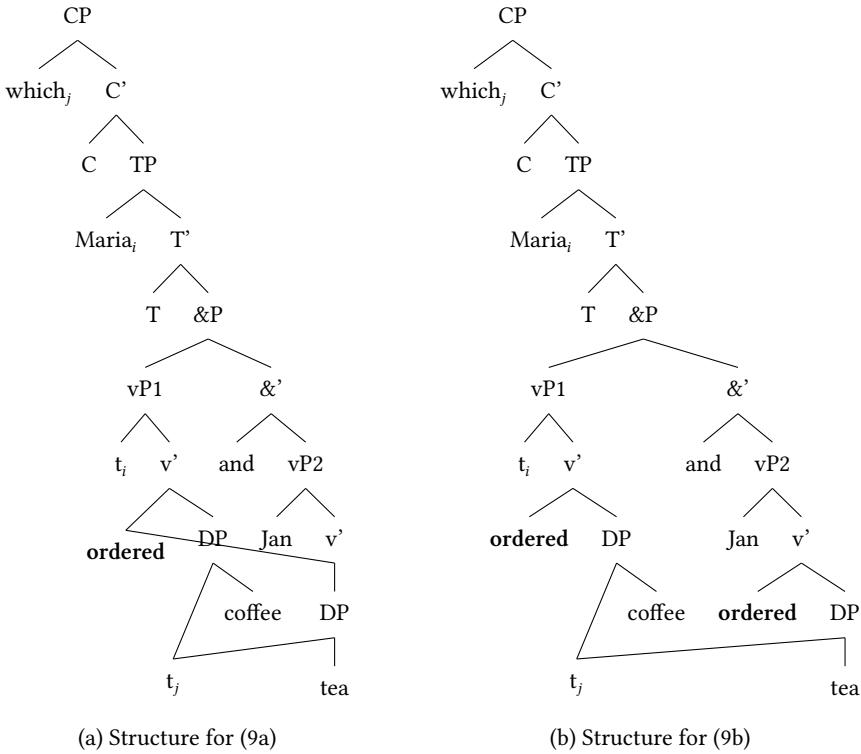 CP CP
which_j C’ which_j C’
C TP C TP
Maria_i T’ Maria_i T’
T &P T &P
vP1 &’ vP1 &’
t_i v’ and vP2 t_i v’ and vP2
ordered DP Jan v’ ordered DP Jan v’
coffee DP coffee ordered DP
t_j tea t_j tea
(a) Structure for (9a) (b) Structure for (9b)